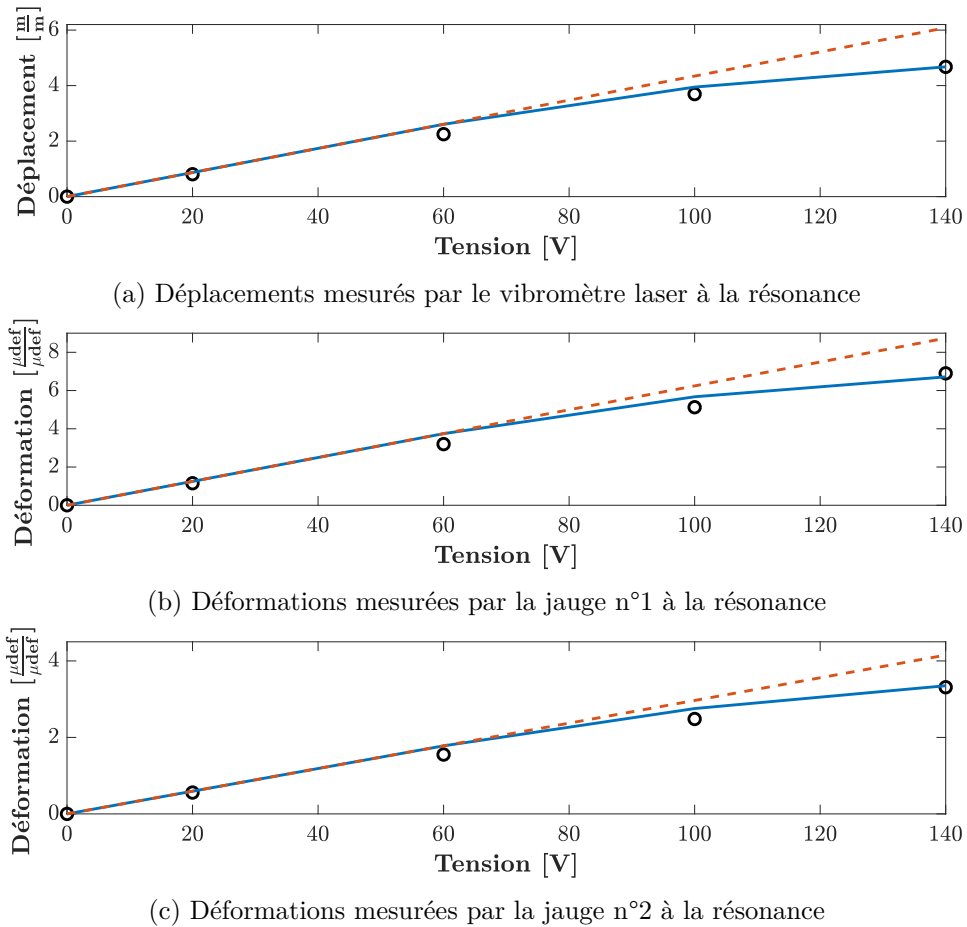 Déplacement [m/m]
6
4
2
0
0 20 40 60 80 100 120 140
Tension [V]
(a) Déplacements mesurés par le vibromètre laser à la résonance
Déformation [μdef/μdef]
8
6
4
2
0
0 20 40 60 80 100 120 140
Tension [V]
(b) Déformations mesurées par la jauge n°1 à la résonance
Déformation [μdef/μdef]
4
2
0
0 20 40 60 80 100 120 140
Tension [V]
(c) Déformations mesurées par la jauge n°2 à la résonance